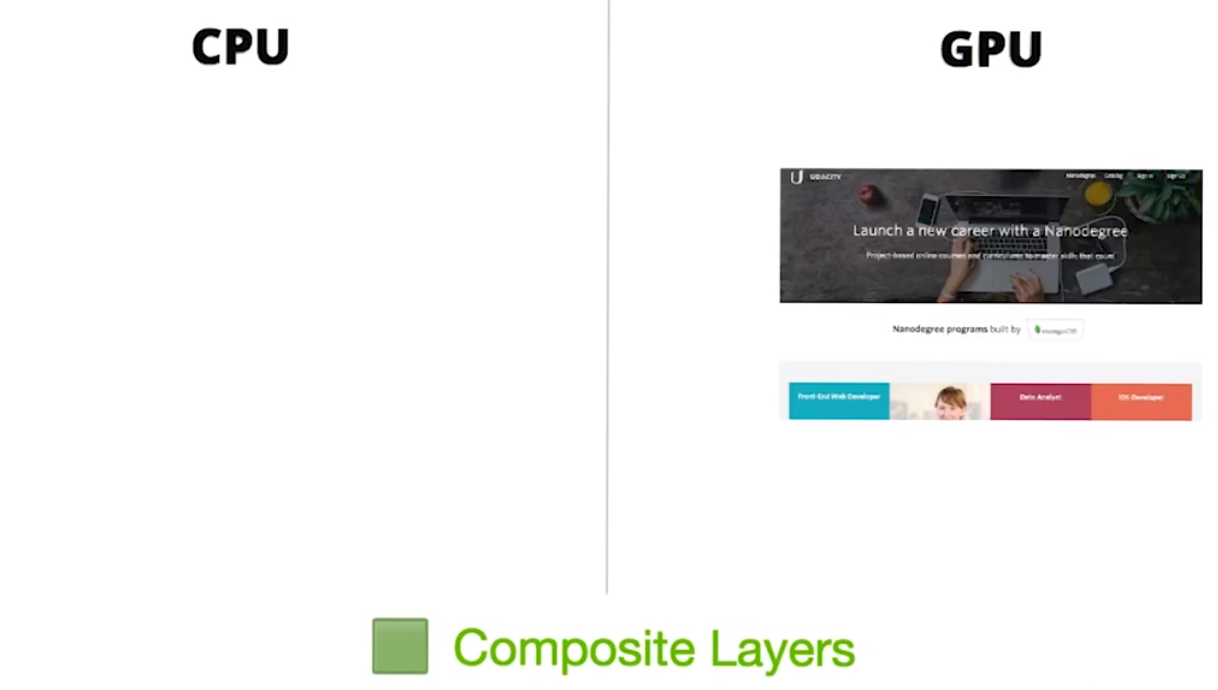 CPU
GPU
UDACITY
Nanodegree Catalog Sign In Sign Up
Launch a new career with a Nanodegree
Project-based online courses and curriculums to master skills that count
Nanodegree programs built by
Front-End Web Developer
Data Analyst
iOS Developer
Composite Layers